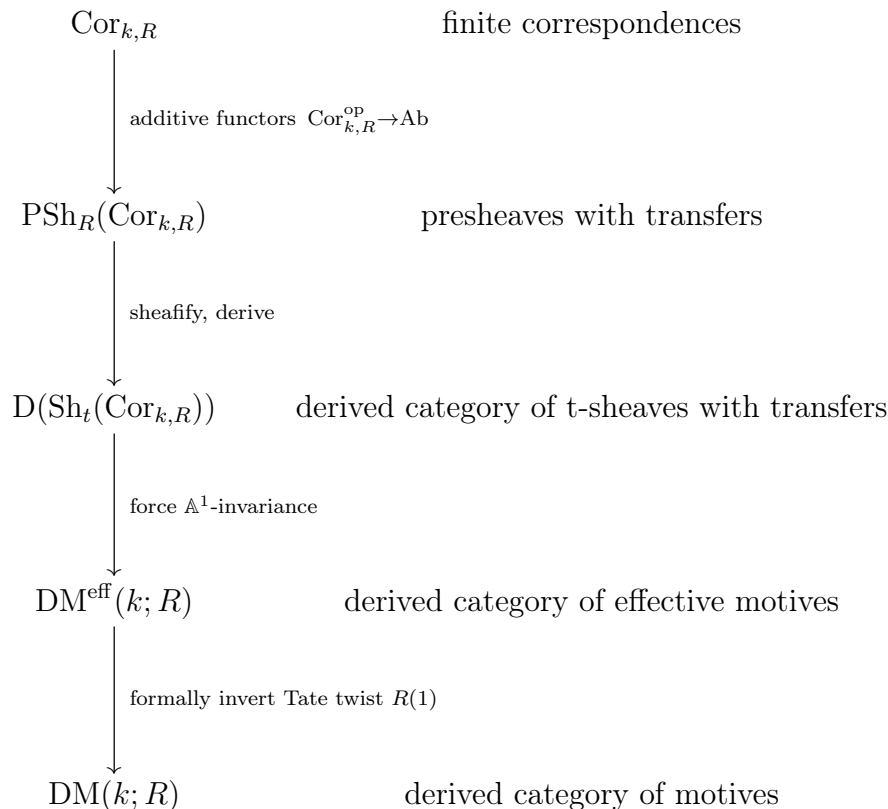 Cor_{k,R} finite correspondences
additive functors Cor^{op}_{k,R}→Ab
PSh_R(Cor_{k,R}) presheaves with transfers
sheafify, derive
D(Sh_t(Cor_{k,R})) derived category of t-sheaves with transfers
force 𝔸^1-invariance
DM^{eff}(k; R) derived category of effective motives
formally invert Tate twist R(1)
DM(k; R) derived category of motives